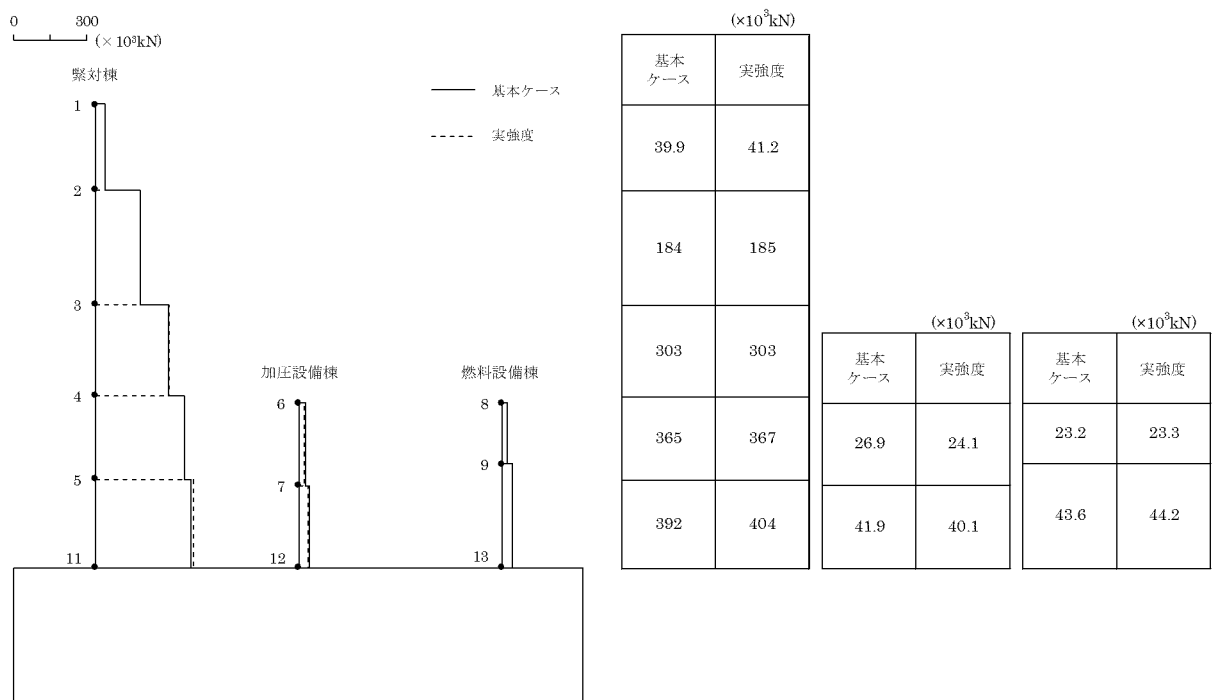 0 300
(×10³kN)
緊対棟
1
2
3
4
5
11
基本ケース
実強度
加圧設備棟
6
7
12
燃料設備棟
8
9
13
(×10³kN)
基本
ケース
実強度
39.9 41.2
184 185
303 303
365 367
392 404
(×10³kN)
基本
ケース
実強度
26.9 24.1
41.9 40.1
(×10³kN)
基本
ケース
実強度
23.2 23.3
43.6 44.2